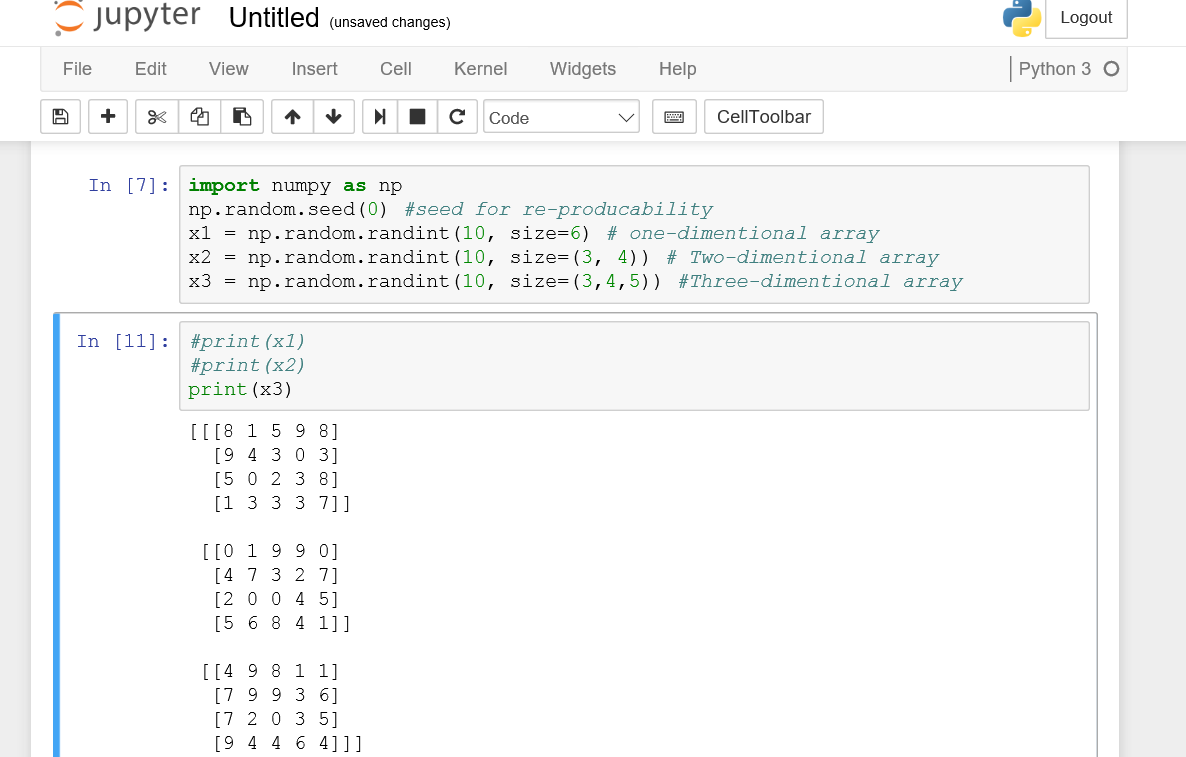 jupyter Untitled (unsaved changes) Logout
File Edit View Insert Cell Kernel Widgets Help Python 3
Code CellToolbar
In [7]: import numpy as np
np.random.seed(0) #seed for re-producability
x1 = np.random.randint(10, size=6) # one-dimentional array
x2 = np.random.randint(10, size=(3, 4)) # Two-dimentional array
x3 = np.random.randint(10, size=(3,4,5)) #Three-dimentional array
In [11]: #print(x1)
#print(x2)
print(x3)
[[[8 1 5 9 8]
[9 4 3 0 3]
[5 0 2 3 8]
[1 3 3 3 7]]
[[0 1 9 9 0]
[4 7 3 2 7]
[2 0 0 4 5]
[5 6 8 4 1]]
[[4 9 8 1 1]
[7 9 9 3 6]
[7 2 0 3 5]
[9 4 4 6 4]]]